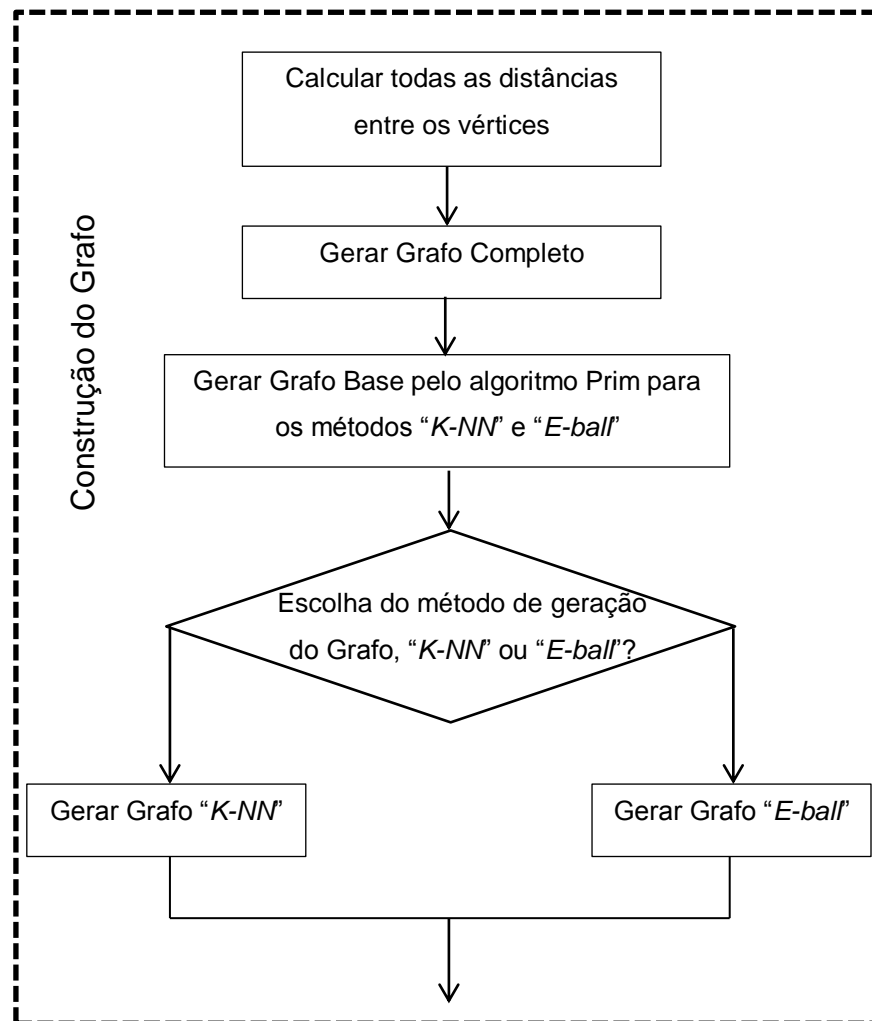 Calcular todas as distâncias
entre os vértices
Gerar Grafo Completo
Construção do Grafo
Gerar Grafo Base pelo algoritmo Prim para
os métodos “K-NN” e “E-ball”
Escolha do método de geração
do Grafo, “K-NN” ou “E-ball”?
Gerar Grafo “K-NN”
Gerar Grafo “E-ball”